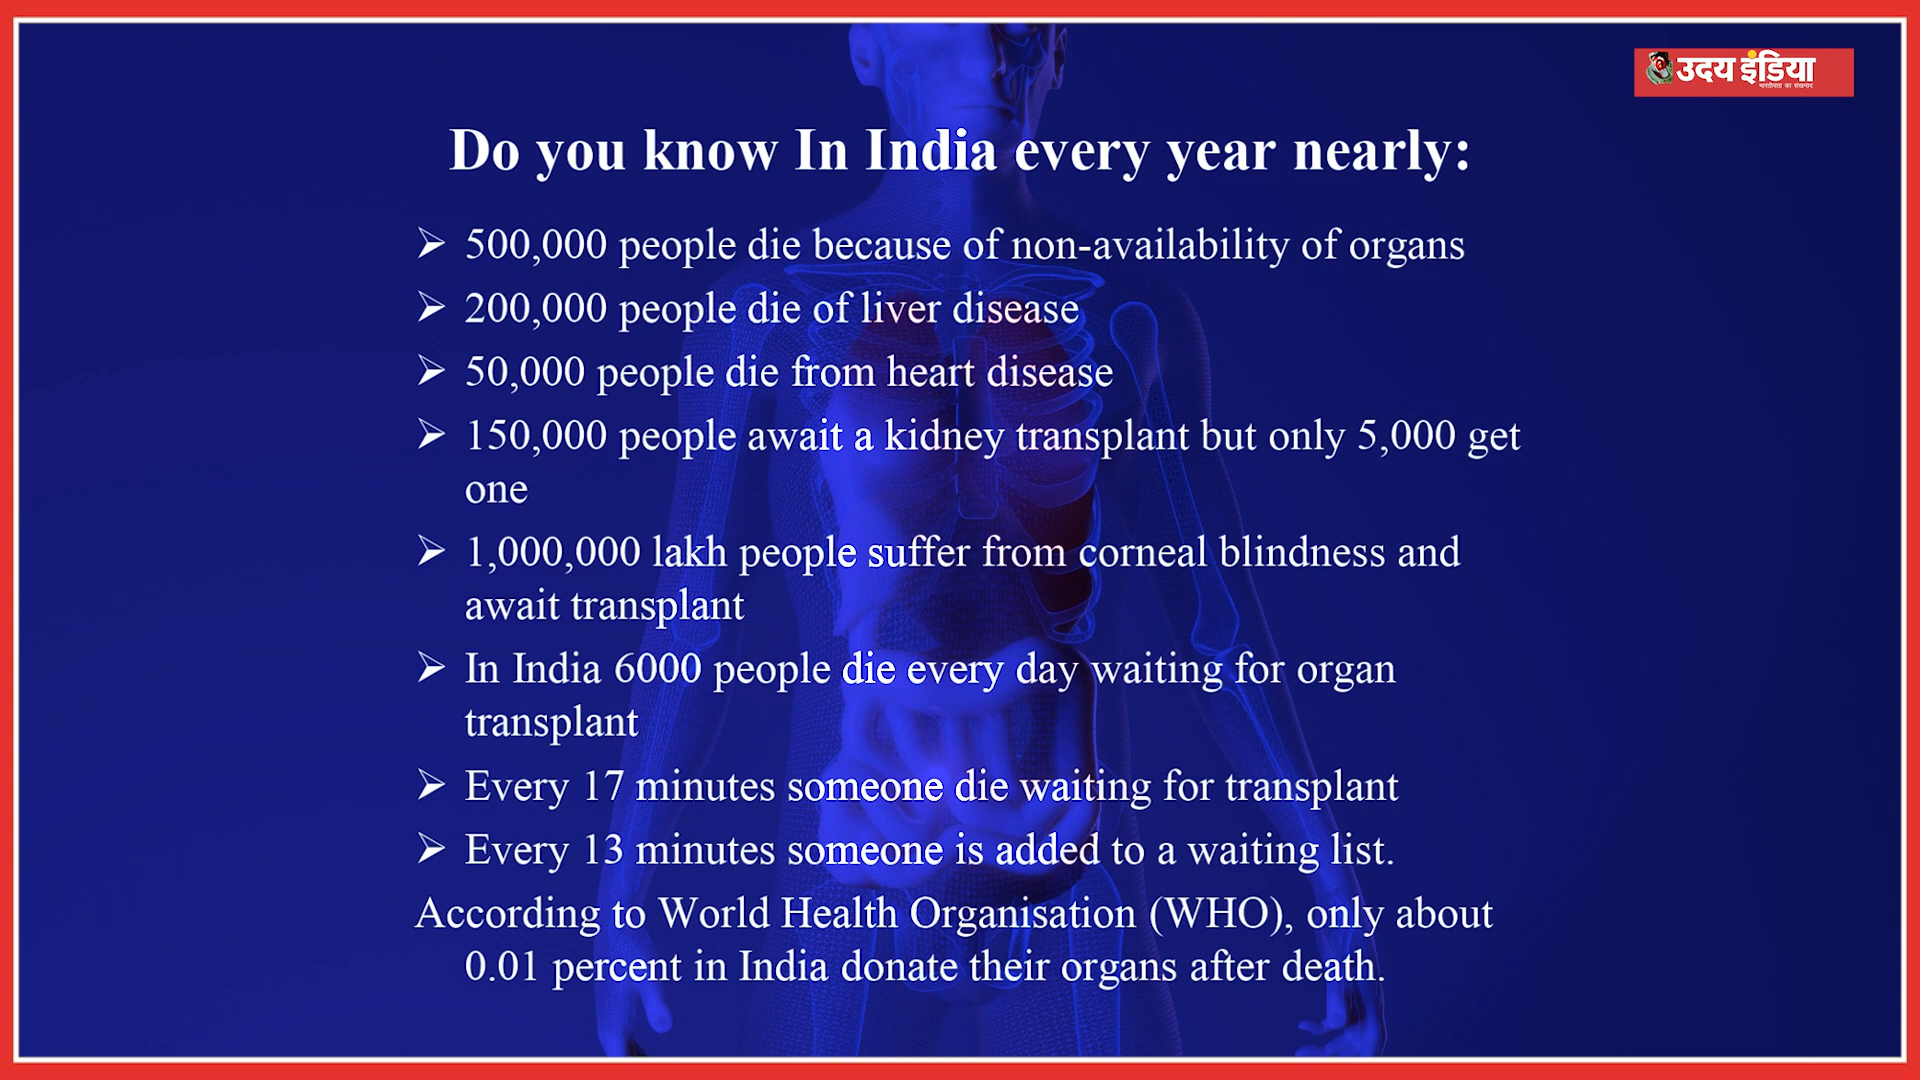 उदय इंडिया
भारतीयता का शंखनाद
Do you know In India every year nearly:
➢ 500,000 people die because of non-availability of organs
➢ 200,000 people die of liver disease
➢ 50,000 people die from heart disease
➢ 150,000 people await a kidney transplant but only 5,000 get
one
➢ 1,000,000 lakh people suffer from corneal blindness and
await transplant
➢ In India 6000 people die every day waiting for organ
transplant
➢ Every 17 minutes someone die waiting for transplant
➢ Every 13 minutes someone is added to a waiting list.
According to World Health Organisation (WHO), only about
0.01 percent in India donate their organs after death.